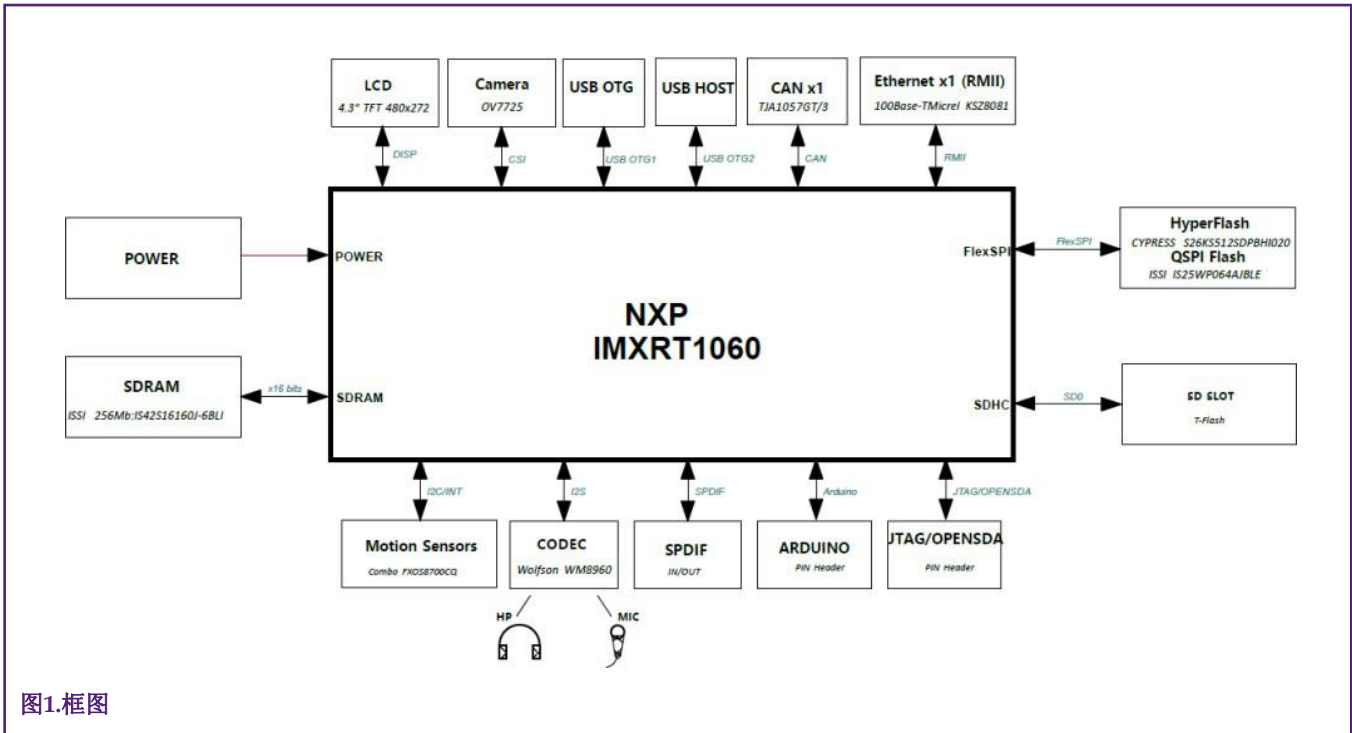 LCD
4.3" TFT 480x272
Camera
OV7725
USB OTG
USB HOST
CAN x1
TJA1057GT/3
Ethernet x1 (RMII)
100Base-TMicrel KSZ8081
DISP
CSI
USB OTG1
USB OTG2
CAN
RMII
POWER
POWER
FlexSPI
FlexSPI
HyperFlash
CYPRESS S26KS512SDPBHI020
QSPI Flash
ISSI IS25WP064AJBLE
NXP
IMXRT1060
SDRAM
ISSI 256Mb:IS42S16160J-6BLI
x16 bits
SDRAM
SDHC
SD0
SD SLOT
T-Flash
I2C/INT
I2S
SPDIF
Arduino
JTAG/OPENSDA
Motion Sensors
Combo FXOS8700CQ
CODEC
Wolfson WM8960
SPDIF
IN/OUT
ARDUINO
PIN Header
JTAG/OPENSDA
PIN Header
HP
MIC
图1.框图